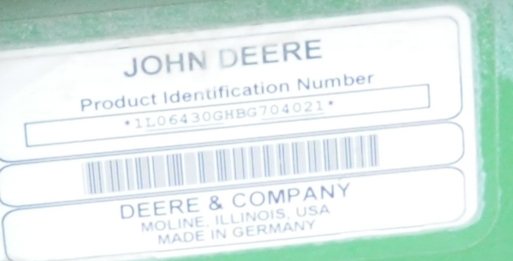 JOHN DEERE
Product Identification Number
*1L06430GHBG704021*
DEERE & COMPANY
MOLINE, ILLINOIS, USA
MADE IN GERMANY